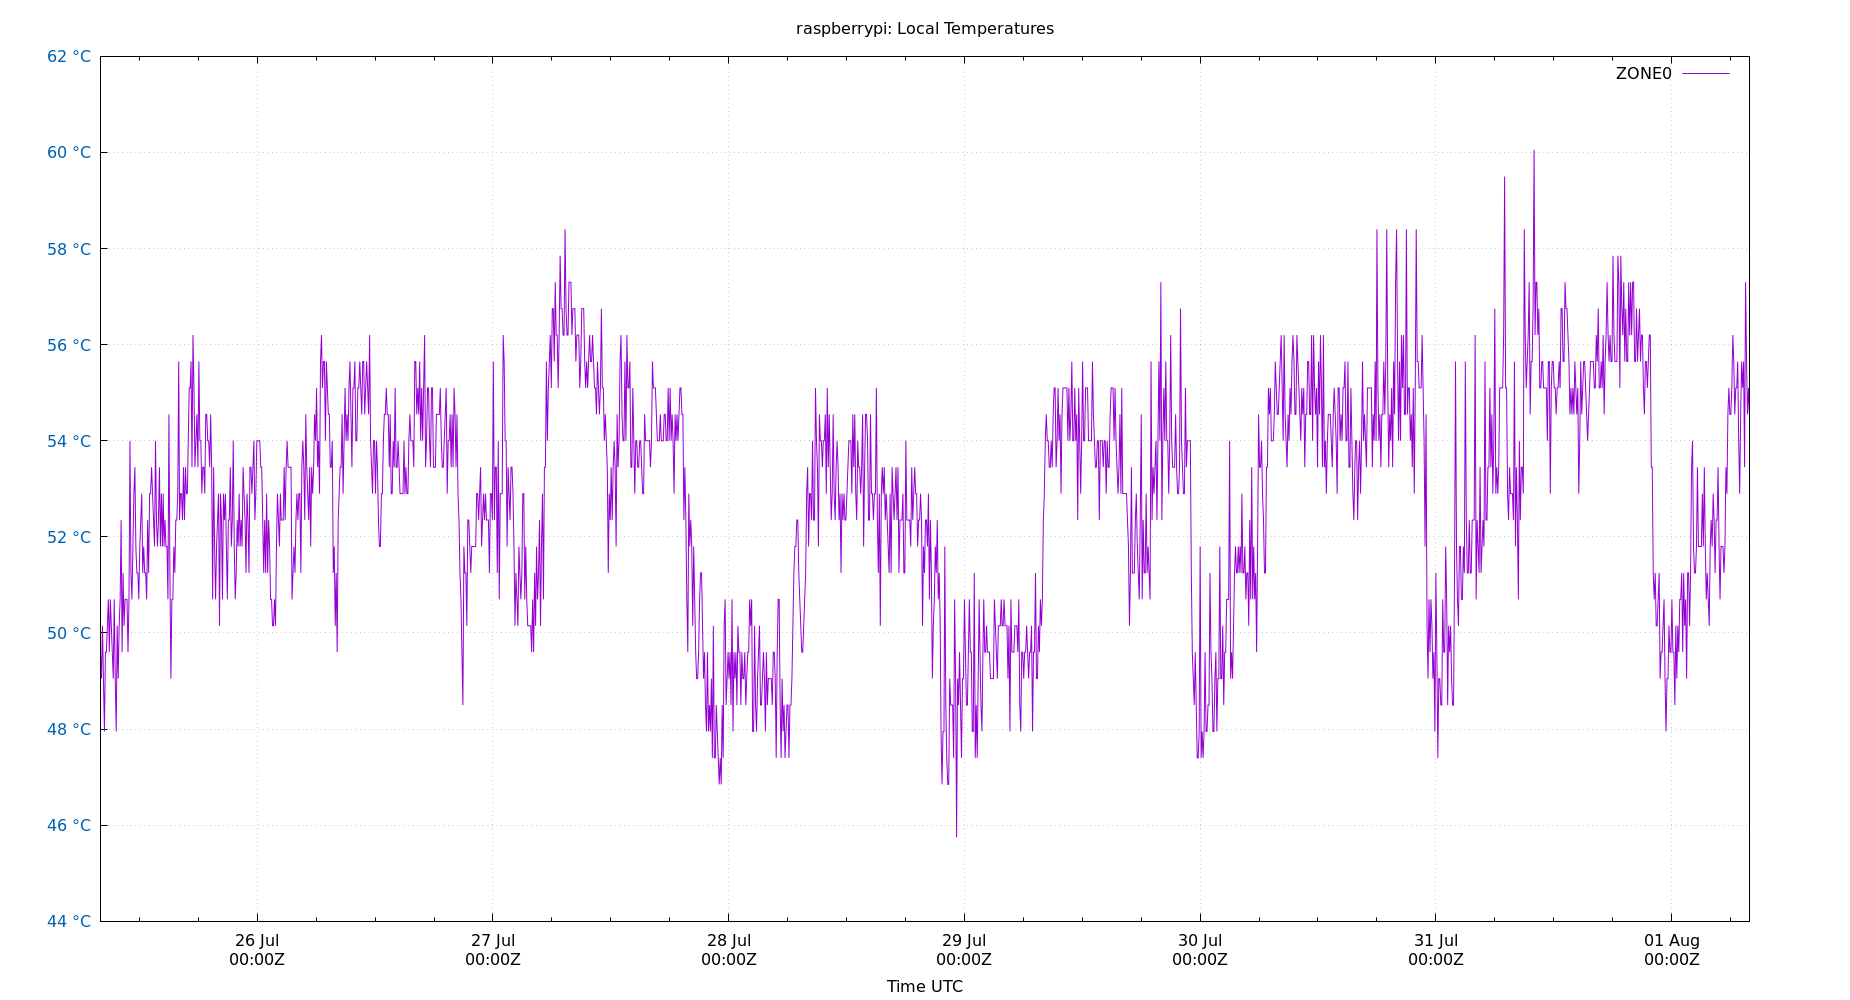 raspberrypi: Local Temperatures
62 °C
ZONE0
60 °C
58 °C
56 °C
54 °C
52 °C
50 °C
48 °C
46 °C
44 °C
26 Jul 27 Jul 28 Jul 29 Jul 30 Jul 31 Jul 01 Aug
00:00Z 00:00Z 00:00Z 00:00Z 00:00Z 00:00Z 00:00Z
Time UTC